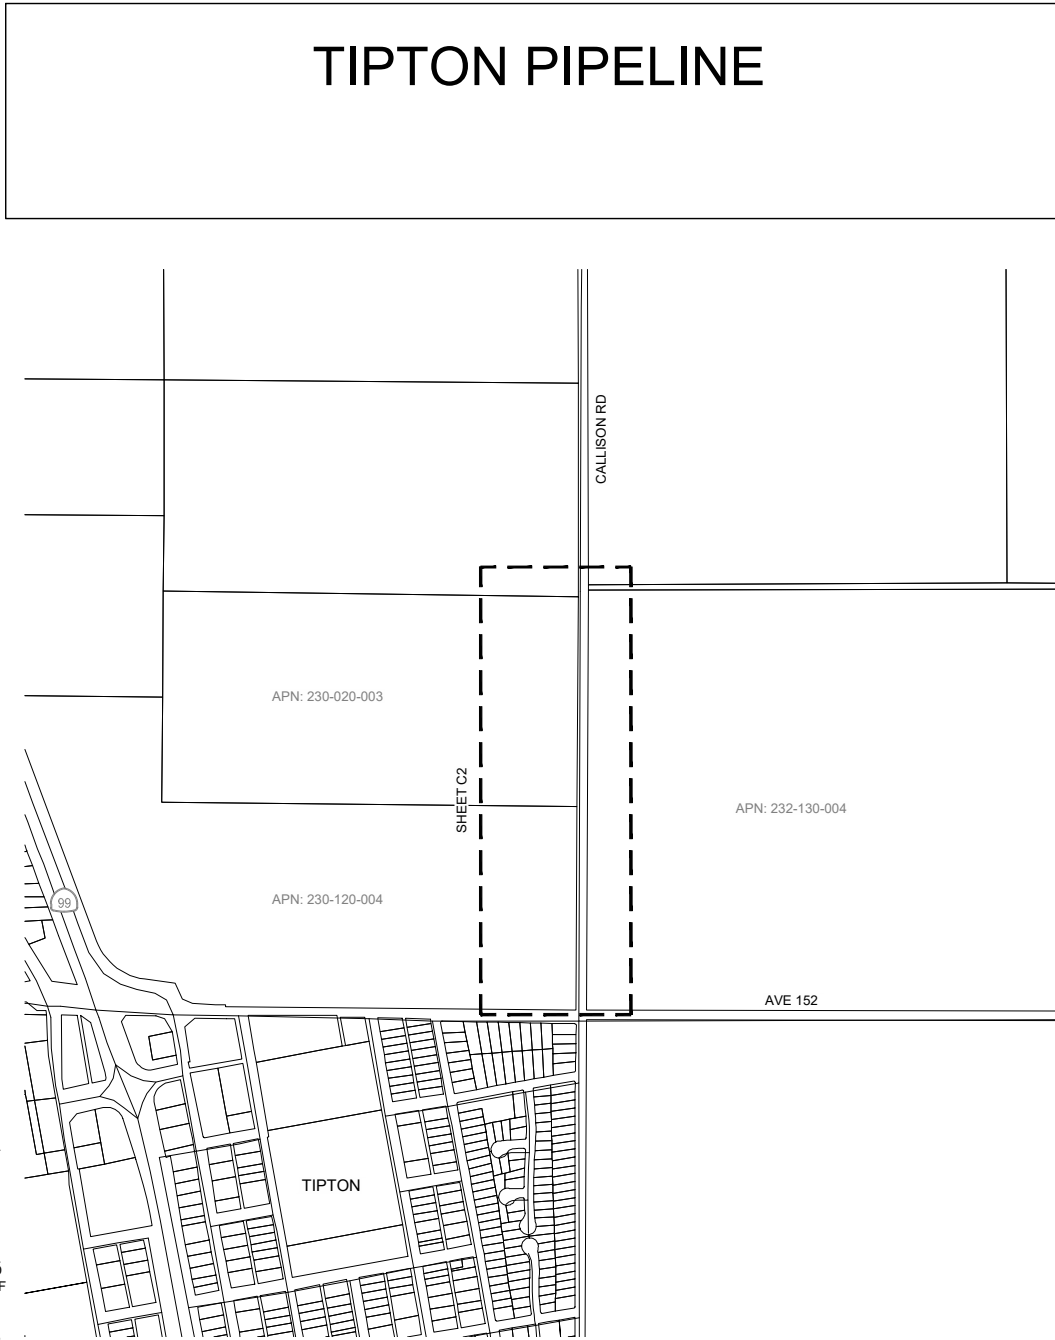 TIPTON PIPELINE
CALLISON RD
APN: 230-020-003
SHEET C2
APN: 232-130-004
APN: 230-120-004
99
AVE 152
TIPTON
F